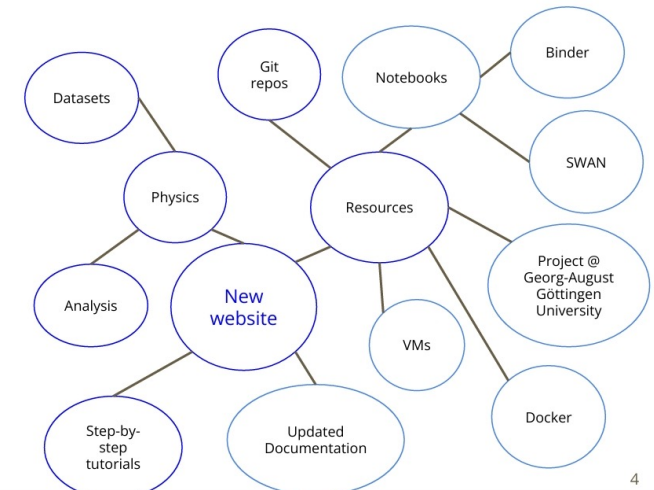 Git
repos
Notebooks
Binder
Datasets
SWAN
Physics
Resources
Project @
Georg-August
Göttingen
University
Analysis
New
website
VMs
Step-by-
step
tutorials
Updated
Documentation
Docker
4